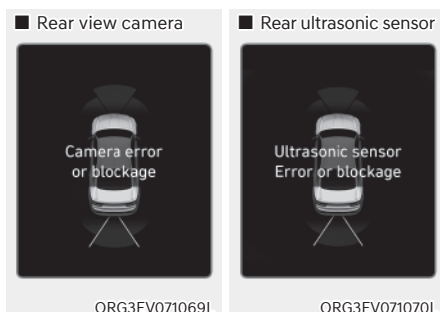 ■ Rear view camera
Camera error
or blockage
ORG3EV071069L
■ Rear ultrasonic sensor
Ultrasonic sensor
Error or blockage
ORG3EV071070L